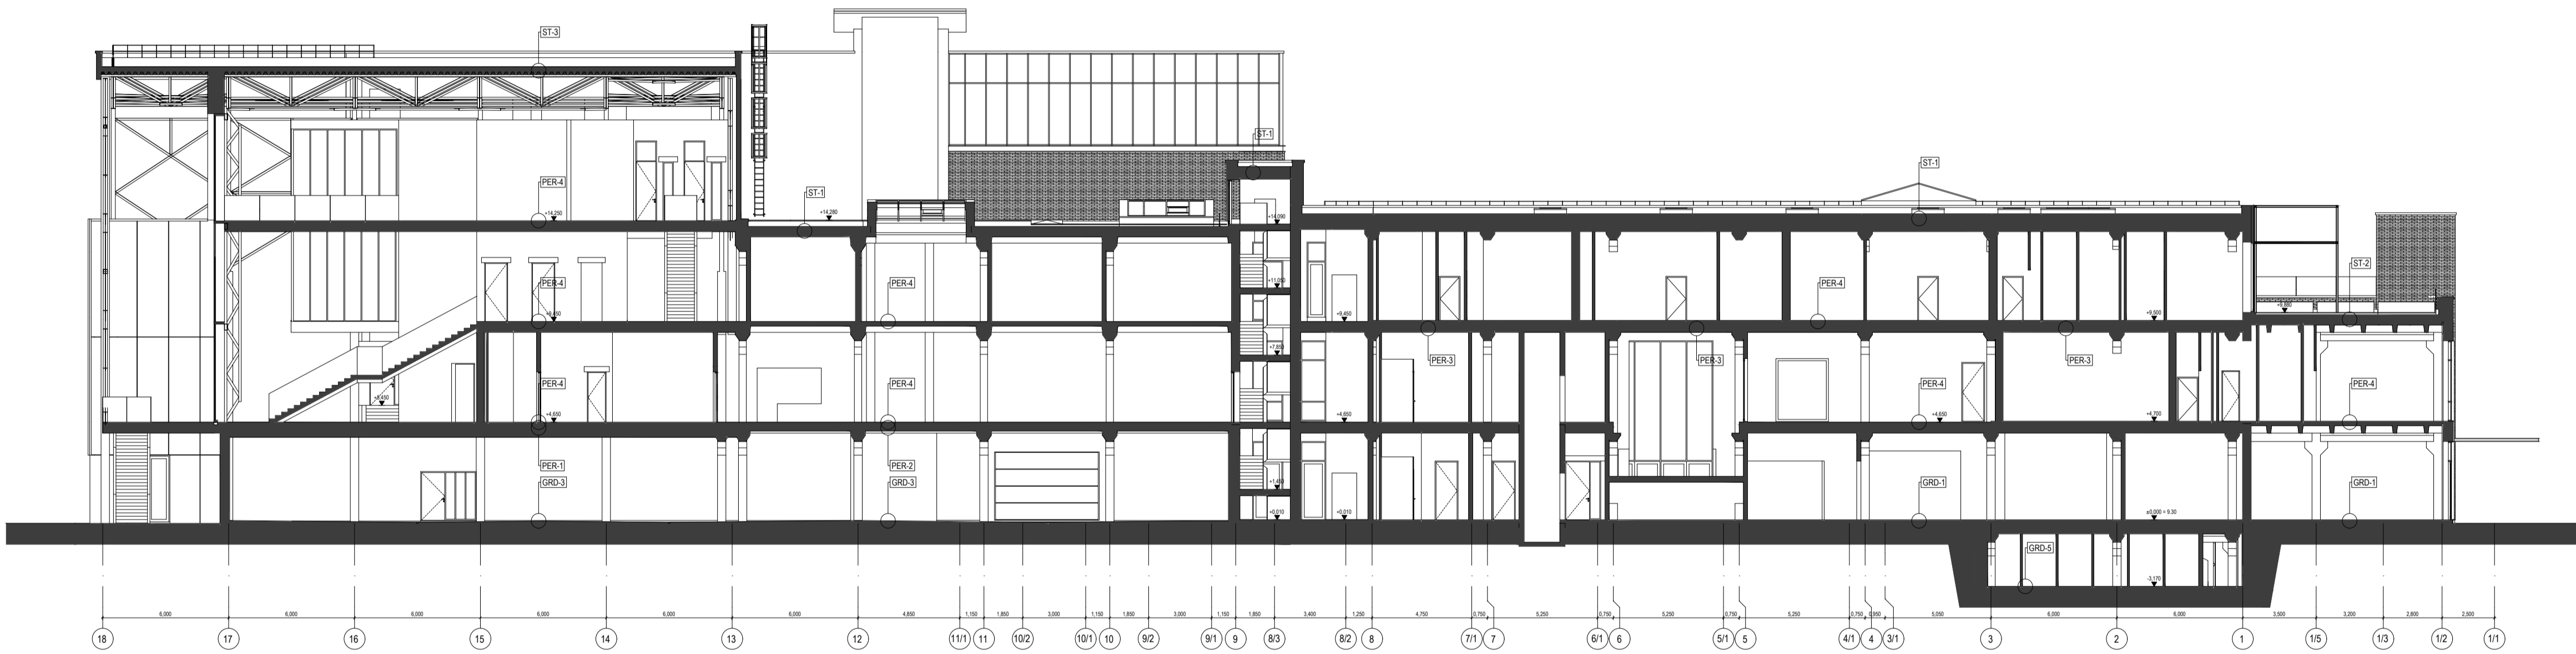 ST-3
ST-1
ST-1
PER-4
ST-1
+14,250
+14,280
+14,090
ST-2
PER-4
PER-4
PER-4
+11,050
+9,880
+9,450
+9,450
+9,500
PER-3
PER-3
PER-3
+7,850
PER-4
PER-4
PER-4
PER-4
+4,650
+4,650
+4,650
+4,700
PER-1
PER-2
GRD-3
GRD-3
+1,450
GRD-1
GRD-1
+0,010
+0,010
±0,000 = 9.30
GRD-5
-3,170
6,000 6,000 6,000 6,000 6,000 6,000 4,850 1,150 1,850 3,000 1,150 1,850 3,000 1,150 1,850 3,400 1,250 4,750 0,750 5,250 0,750 5,250 0,750 5,250 0,750 0,950 5,050 6,000 6,000 3,500 3,200 2,800 2,500
18 17 16 15 14 13 12 11/1 11 10/2 10/1 10 9/2 9/1 9 8/3 8/2 8 7/1 7 6/1 6 5/1 5 4/1 4 3/1 3 2 1 1/5 1/3 1/2 1/1